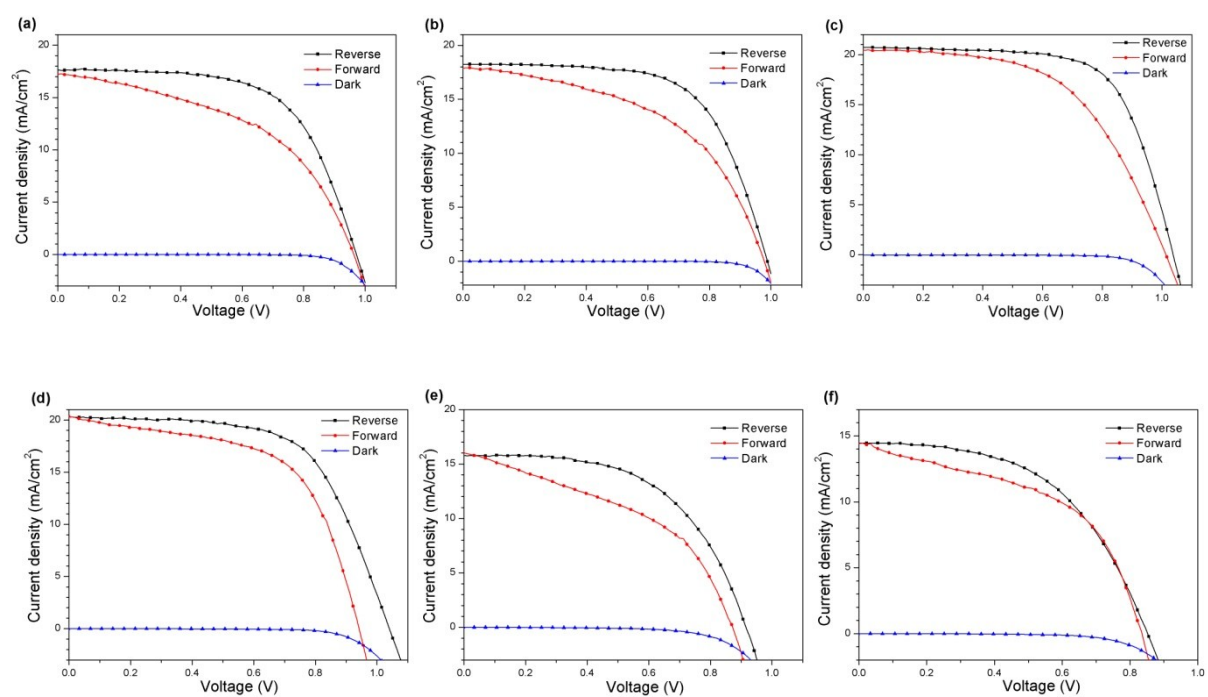 (a)
Current density (mA/cm²)
20
15
10
5
0
Reverse
Forward
Dark
0.0 0.2 0.4 0.6 0.8 1.0
Voltage (V)
(b)
Current density (mA/cm²)
20
15
10
5
0
Reverse
Forward
Dark
0.0 0.2 0.4 0.6 0.8 1.0
Voltage (V)
(c)
Current density (mA/cm²)
20
15
10
5
0
Reverse
Forward
Dark
0.0 0.2 0.4 0.6 0.8 1.0
Voltage (V)
(d)
Current density (mA/cm²)
20
15
10
5
0
Reverse
Forward
Dark
0.0 0.2 0.4 0.6 0.8 1.0
Voltage (V)
(e)
Current density (mA/cm²)
20
15
10
5
0
Reverse
Forward
Dark
0.0 0.2 0.4 0.6 0.8 1.0
Voltage (V)
(f)
Current density (mA/cm²)
15
10
5
0
Reverse
Forward
Dark
0.0 0.2 0.4 0.6 0.8 1.0
Voltage (V)